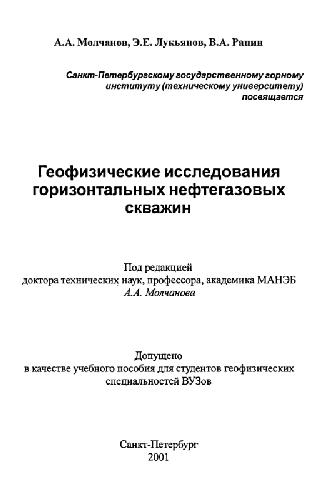 А.А. Молчанов, Э.Е. Лукьянов, В.А. Рапин
Санкт-Петербургскому государственному горному
институту (техническому университету)
посвящается
Геофизические исследования
горизонтальных нефтегазовых
скважин
Под редакцией
доктора технических наук, профессора, академика МАНЭБ
А.А. Молчанова
Допущено
в качестве учебного пособия для студентов геофизических
специальностей ВУЗов
Санкт-Петербург
2001